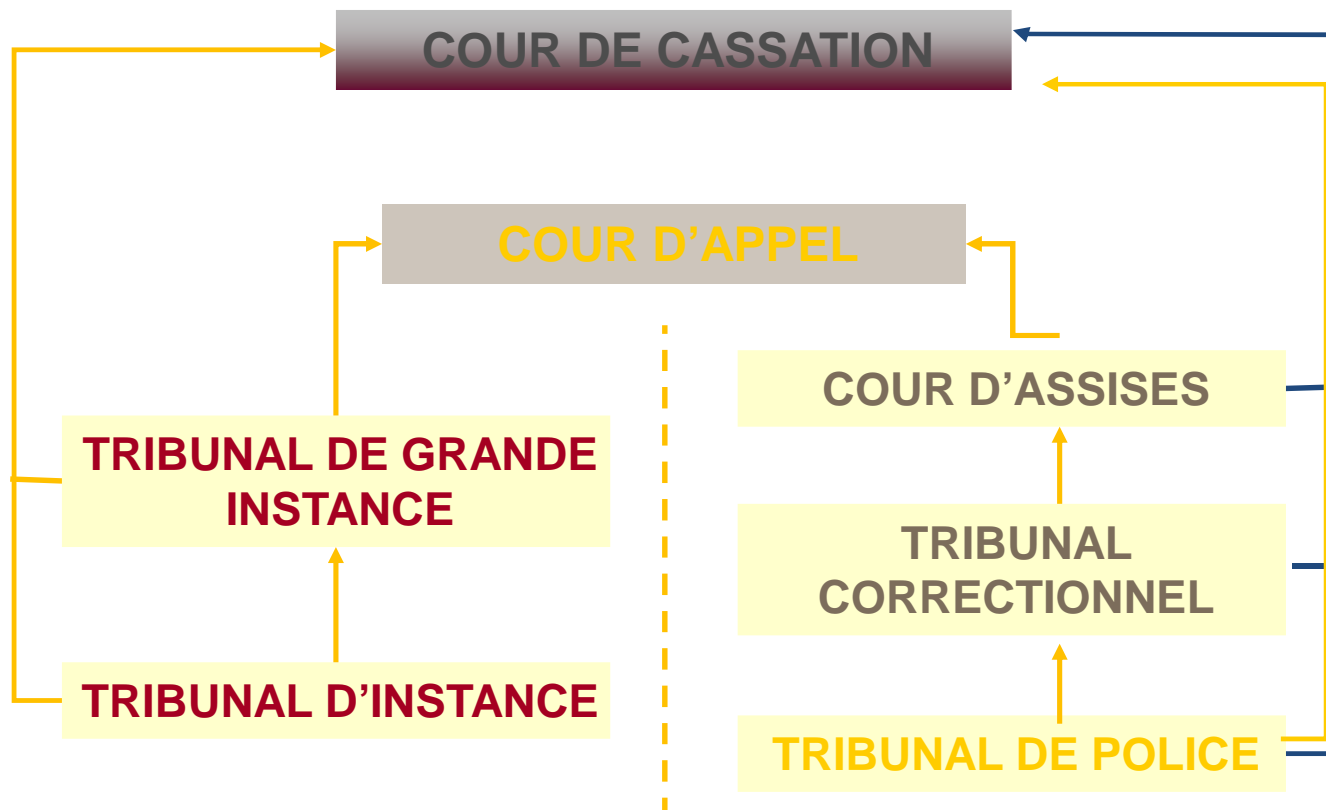 COUR DE CASSATION
COUR D’APPEL
TRIBUNAL DE GRANDE
INSTANCE
TRIBUNAL D’INSTANCE
COUR D’ASSISES
TRIBUNAL
CORRECTIONNEL
TRIBUNAL DE POLICE